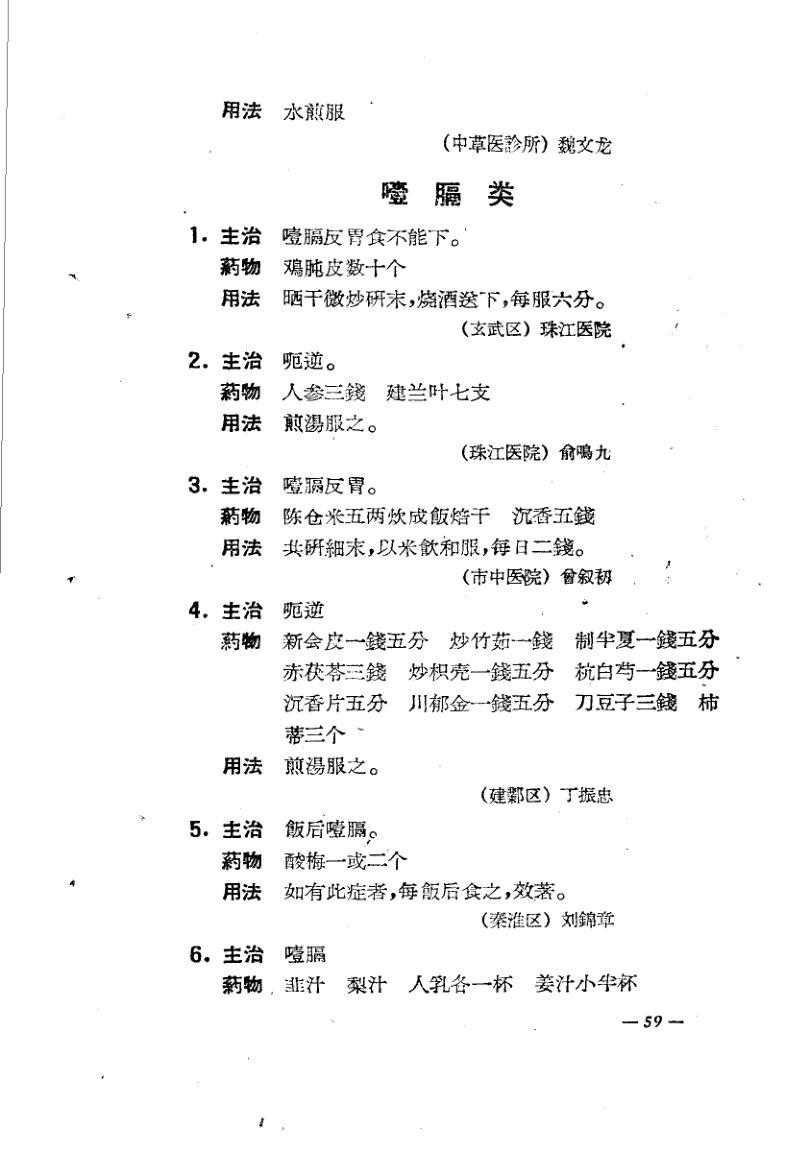 用法 水煎服
(中草医診所) 魏文龙
噎膈类
1. 主治 噎膈反胃食不能下。
葯物 鸡肫皮数十个
用法 晒干微炒研末,烧酒送下,每服六分。
(玄武区) 珠江医院
2. 主治 呃逆。
葯物 人参三錢 建兰叶七支
用法 煎湯服之。
(珠江医院) 俞鳴九
3. 主治 噎膈反胃。
葯物 陈仓米五两炊成飯焙干 沉香五錢
用法 共研細末,以米飲和服,每日二錢。
(市中医院) 曾叙初
4. 主治 呃逆
葯物 新会皮一錢五分 炒竹茹一錢 制半夏一錢五分
赤茯苓三錢 炒枳壳一錢五分 杭白芍一錢五分
沉香片五分 川郁金一錢五分 刀豆子三錢 柿
蒂三个
用法 煎湯服之。
(建鄴区) 丁振忠
5. 主治 飯后噎膈。
葯物 酸梅一或二个
用法 如有此症者,每飯后食之,效著。
(秦淮区) 刘錦章
6. 主治 噎膈
葯物 韭汁 梨汁 人乳各一杯 姜汁小半杯
— 59 —